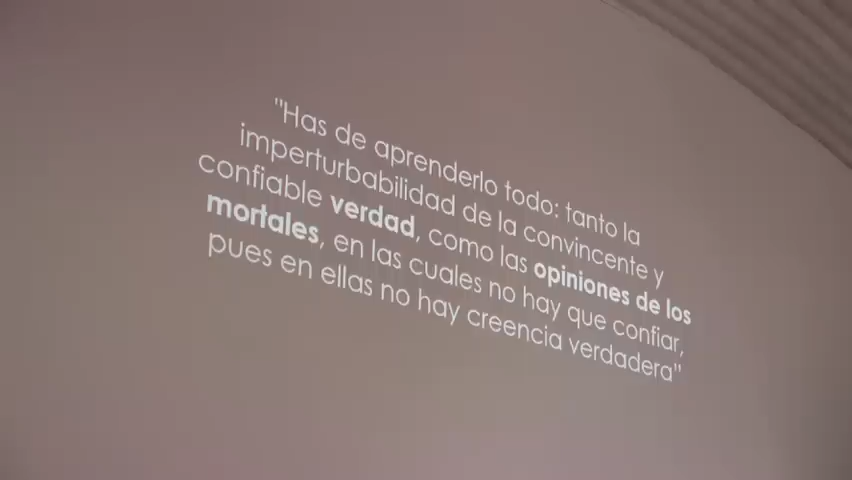 "Has de aprenderlo todo: tanto la
imperturbabilidad de la convincente y
confiable verdad, como las opiniones de los
mortales, en las cuales no hay que confiar,
pues en ellas no hay creencia verdadera"